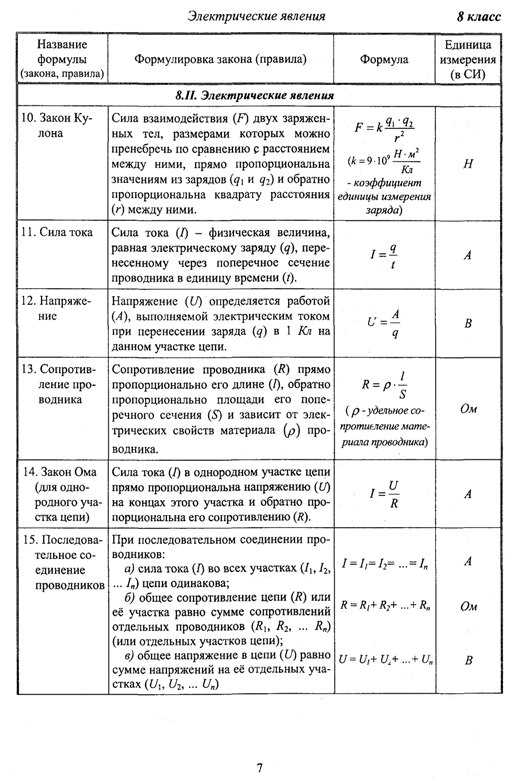 Электрические явления 8 класс
Название
формулы
(закона, правила)
Формулировка закона (правила)
Формула
Единица
измерения
(в СИ)
8.II. Электрические явления
10. Закон Ку-
лона
Сила взаимодействия (F) двух заряжен-
ных тел, размерами которых можно
пренебречь по сравнению с расстоянием
между ними, прямо пропорциональна
значениям из зарядов (q1 и q2) и обратно
пропорциональна квадрату расстояния
(r) между ними.
F = k q1·q2 / r²
(k = 9·10⁹ Н·м² / Кл
- коэффициент
единицы измерения
заряда)
Н
11. Сила тока
Сила тока (I) – физическая величина,
равная электрическому заряду (q), пере-
несенному через поперечное сечение
проводника в единицу времени (t).
I = q / t
А
12. Напряже-
ние
Напряжение (U) определяется работой
(А), выполняемой электрическим током
при перенесении заряда (q) в 1 Кл на
данном участке цепи.
U = A / q
В
13. Сопротив-
ление про-
водника
Сопротивление проводника (R) прямо
пропорционально его длине (l), обратно
пропорционально площади его попе-
речного сечения (S) и зависит от элек-
трических свойств материала (ρ) про-
водника.
R = ρ · l / S
( ρ - удельное со-
противление мате-
риала проводника)
Ом
14. Закон Ома
(для одно-
родного уча-
стка цепи)
Сила тока (I) в однородном участке цепи
прямо пропорциональна напряжению (U)
на концах этого участка и обратно про-
порциональна его сопротивлению (R).
I = U / R
А
15. Последова-
тельное со-
единение
проводников
При последовательном соединении про-
водников:
а) сила тока (I) во всех участках (I1, I2,
... In) цепи одинакова;
б) общее сопротивление цепи (R) или
её участка равно сумме сопротивлений
отдельных проводников (R1, R2, ... Rn)
(или отдельных участков цепи);
в) общее напряжение в цепи (U) равно
сумме напряжений на её отдельных уча-
стках (U1, U2, ... Un)
I = I1= I2= ...= In
R = R1+ R2+ ...+ Rn
U = U1+ U2+ ...+ Un
А
Ом
В
7